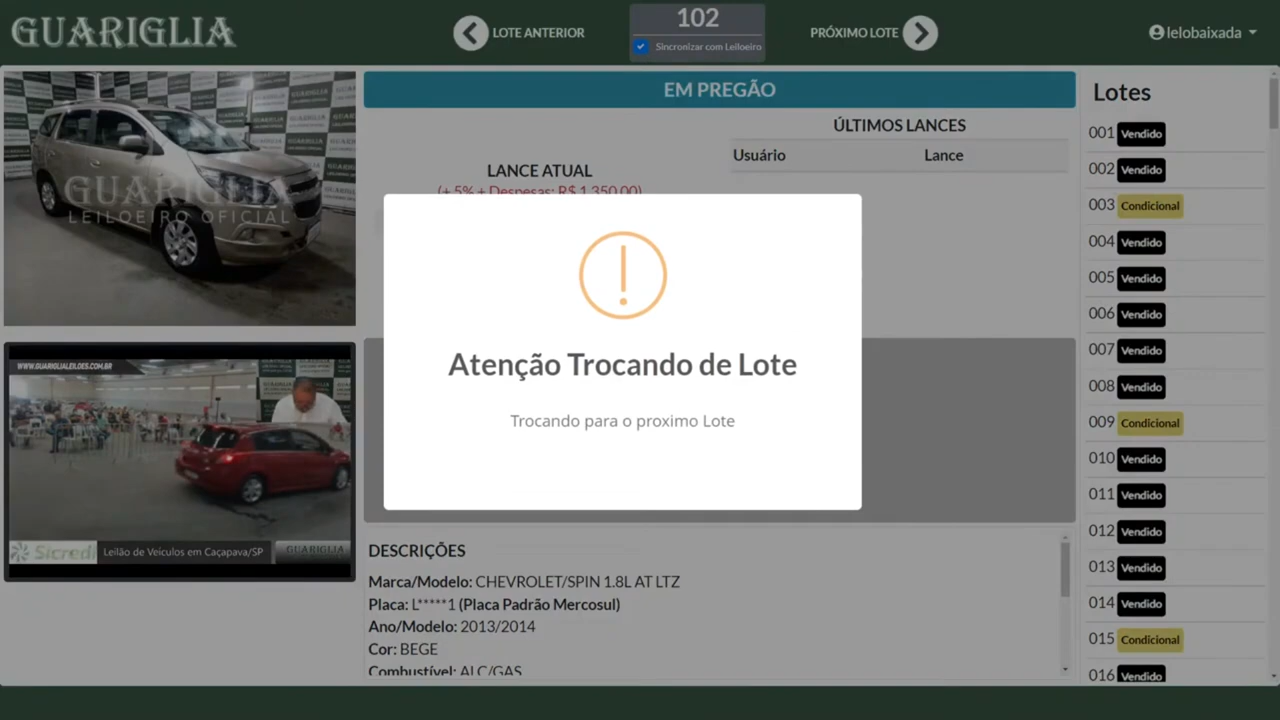 GUARIGLIA
LOTE ANTERIOR
102
Sincronizar com Leiloeiro
PRÓXIMO LOTE
lelobaixada
GUARIGLIA
LEILOEIRO OFICIAL
WWW.GUARIGLIALEILOES.COM.BR
Sicredi
Leilão de Veículos em Caçapava/SP
GUARIGLIA
EM PREGÃO
LANCE ATUAL
(+ 5% + Despesas: R$ 1.350,00)
ÚLTIMOS LANCES
Usuário Lance
Atenção Trocando de Lote
Trocando para o proximo Lote
DESCRIÇÕES
Marca/Modelo: CHEVROLET/SPIN 1.8L AT LTZ
Placa: L*****1 (Placa Padrão Mercosul)
Ano/Modelo: 2013/2014
Cor: BEGE
Combustível: ALC/GAS
Lotes
001 Vendido
002 Vendido
003 Condicional
004 Vendido
005 Vendido
006 Vendido
007 Vendido
008 Vendido
009 Condicional
010 Vendido
011 Vendido
012 Vendido
013 Vendido
014 Vendido
015 Condicional
016 Vendido